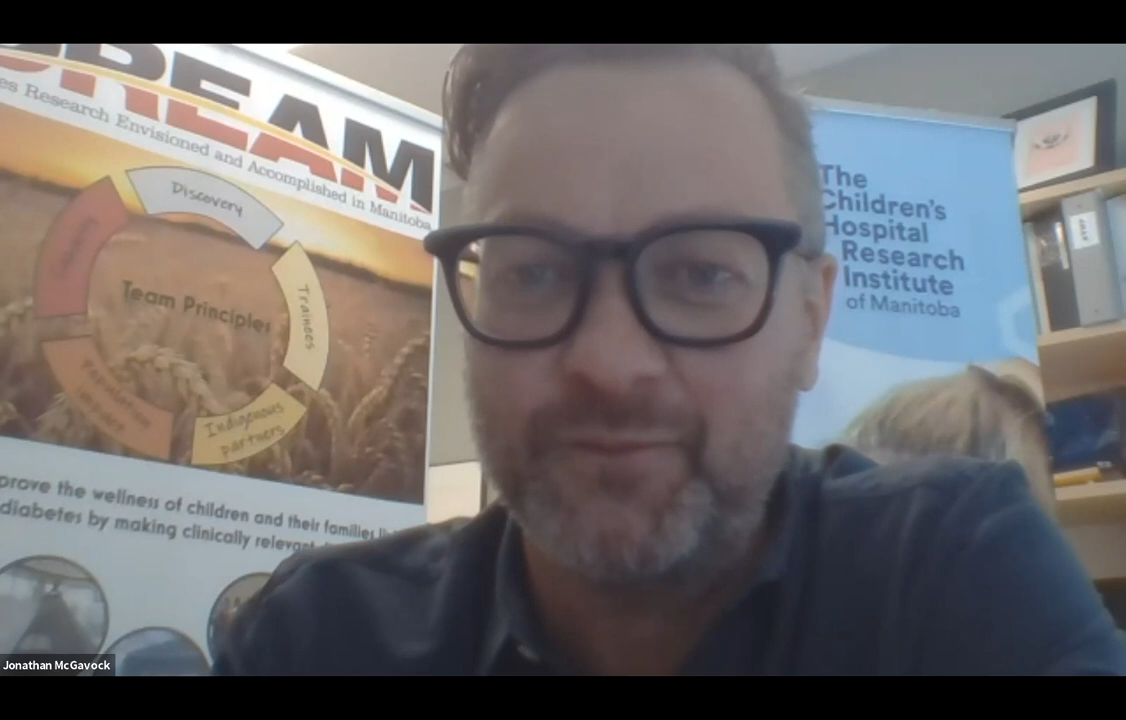 DREAM
es Research Envisioned and Accomplished in Manitoba
Discovery
Team Principles
Trainees
Indigenous
partners
prove the wellness of children and their families li
diabetes by making clinically relevant
The
Children's
Hospital
Research
Institute
of Manitoba
Jonathan McGavock